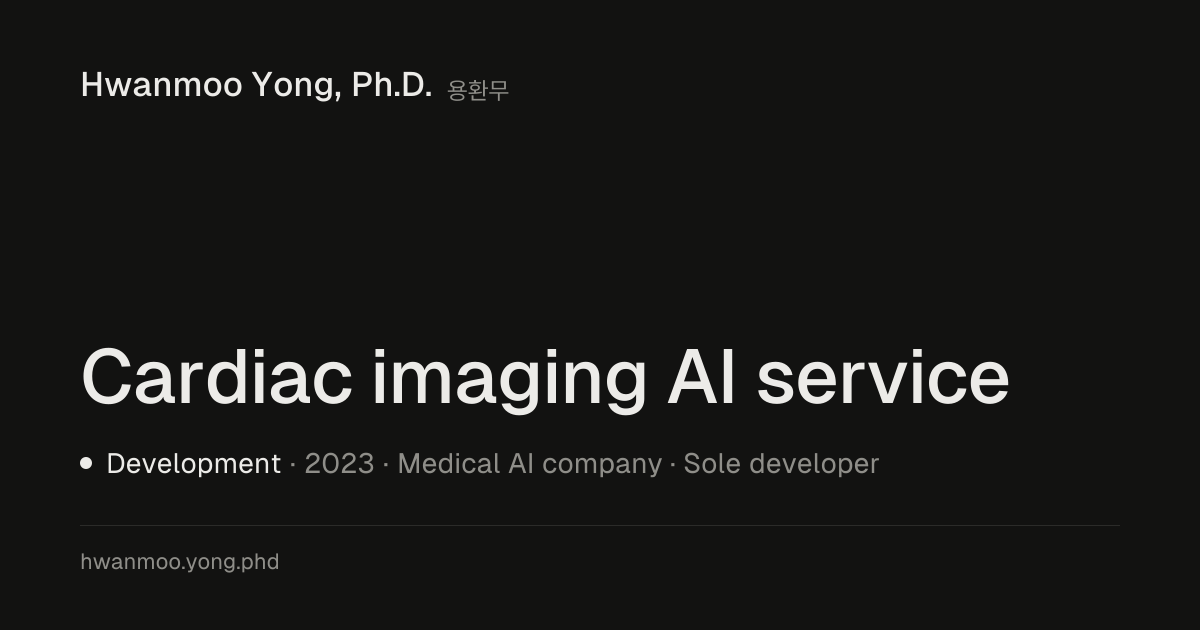 Hwanmoo Yong, Ph.D. 용환무
Cardiac imaging AI service
Development · 2023 · Medical AI company · Sole developer
hwanmoo.yong.phd